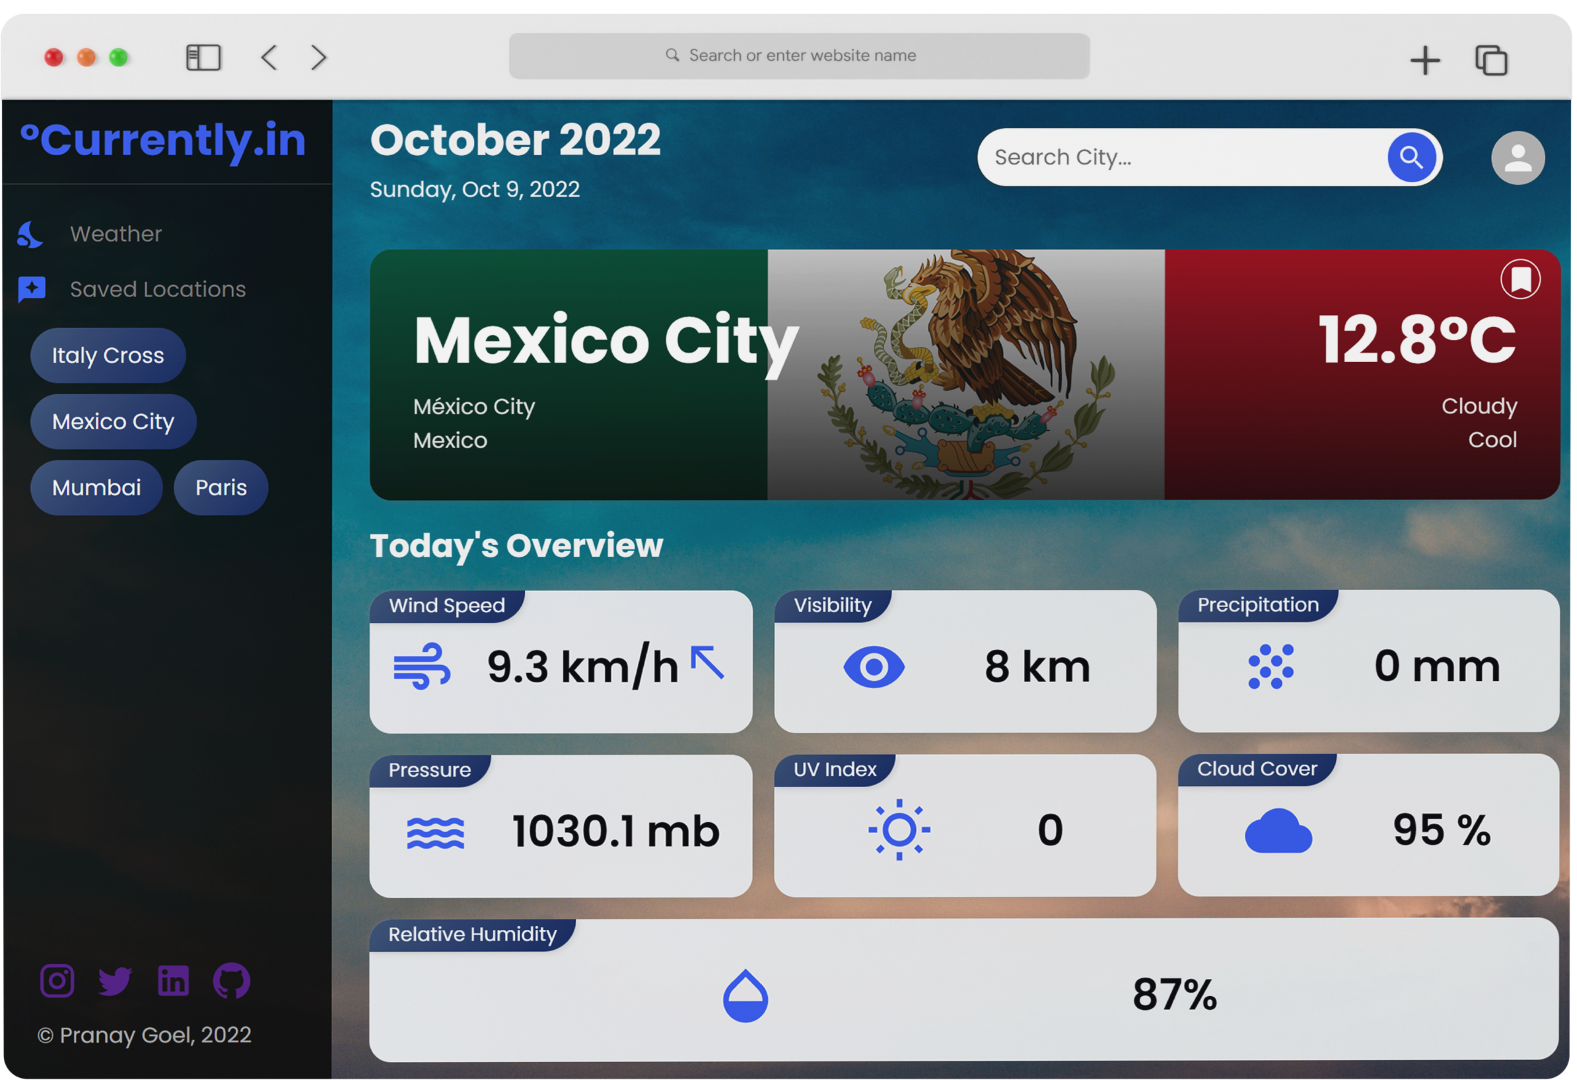 Search or enter website name
°Currently.in
Weather
Saved Locations
Italy Cross
Mexico City
Mumbai
Paris
© Pranay Goel, 2022
October 2022
Sunday, Oct 9, 2022
Search City...
Mexico City
México City
Mexico
12.8°C
Cloudy
Cool
Today's Overview
Wind Speed
9.3 km/h
Visibility
8 km
Precipitation
0 mm
Pressure
1030.1 mb
UV Index
0
Cloud Cover
95 %
Relative Humidity
87%